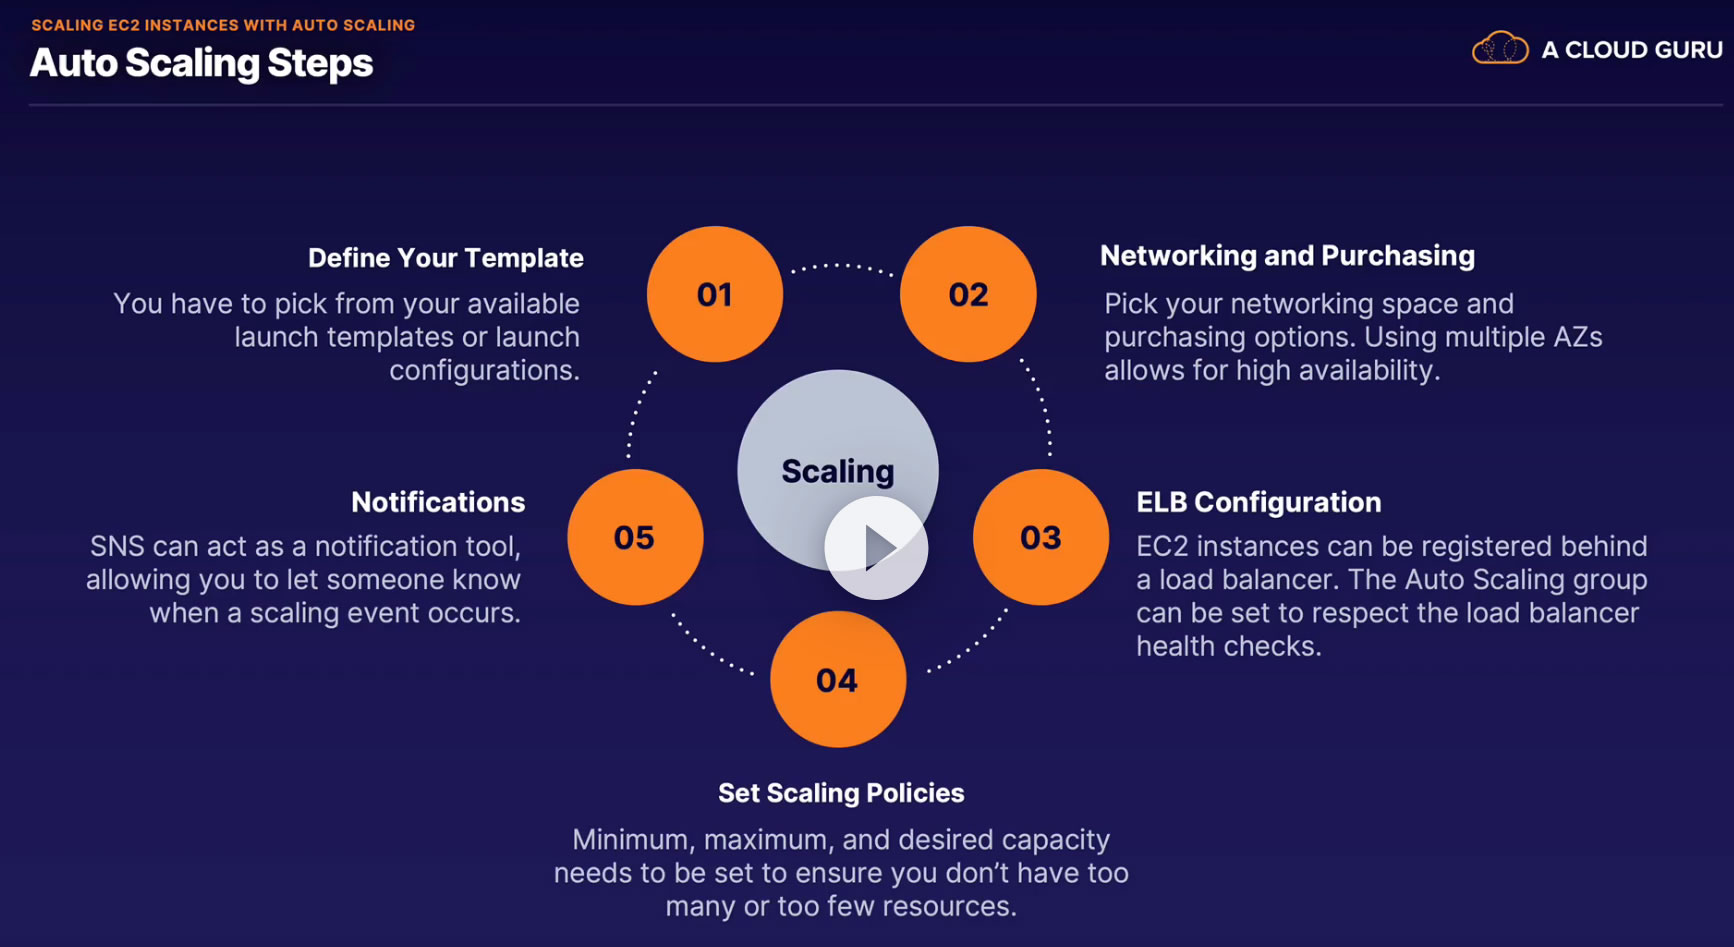 SCALING EC2 INSTANCES WITH AUTO SCALING
Auto Scaling Steps
A CLOUD GURU
Define Your Template
You have to pick from your available
launch templates or launch
configurations.
01
02
Networking and Purchasing
Pick your networking space and
purchasing options. Using multiple AZs
allows for high availability.
Scaling
Notifications
SNS can act as a notification tool,
allowing you to let someone know
when a scaling event occurs.
05
03
ELB Configuration
EC2 instances can be registered behind
a load balancer. The Auto Scaling group
can be set to respect the load balancer
health checks.
04
Set Scaling Policies
Minimum, maximum, and desired capacity
needs to be set to ensure you don’t have too
many or too few resources.